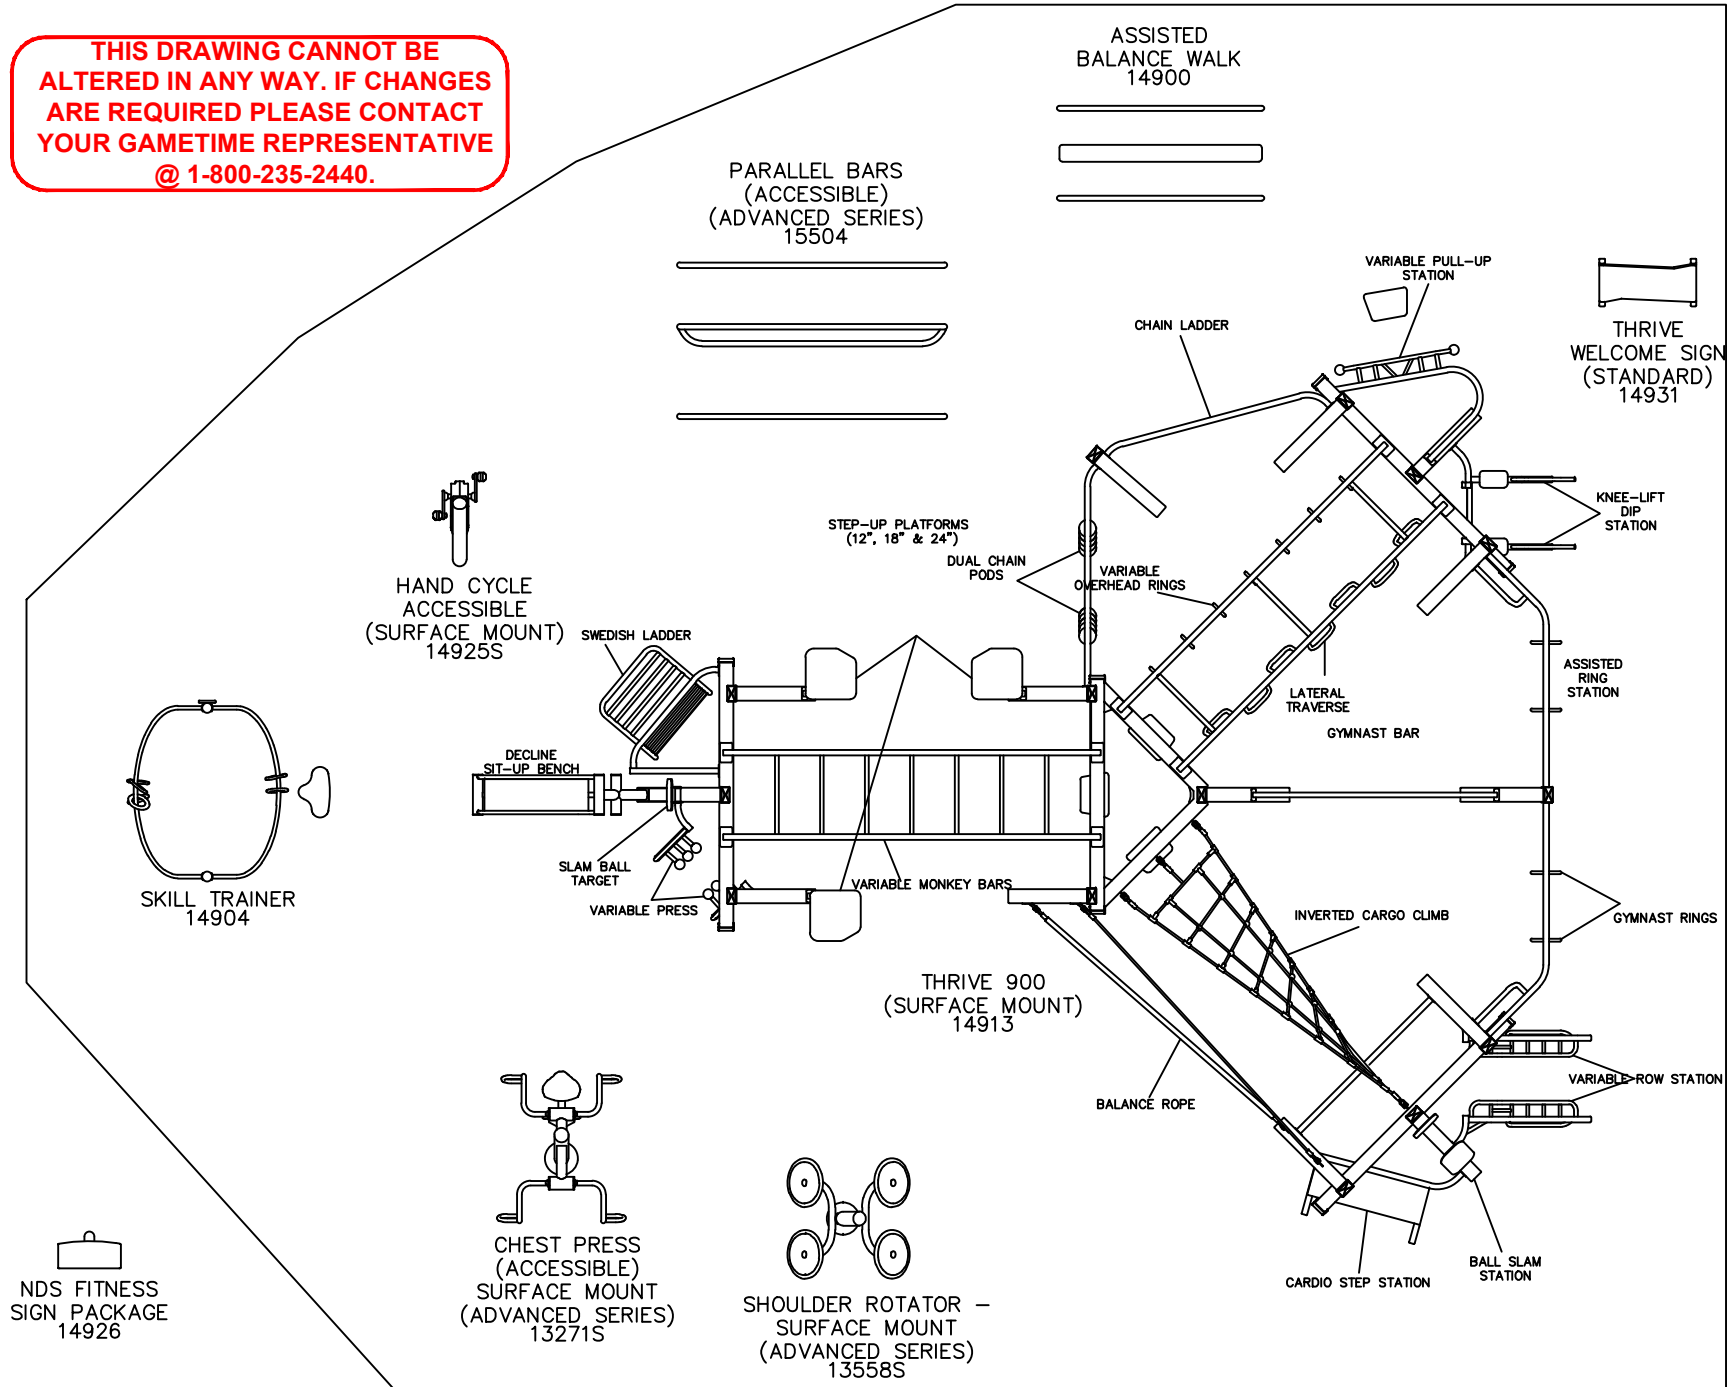 THIS DRAWING CANNOT BE
ALTERED IN ANY WAY. IF CHANGES
ARE REQUIRED PLEASE CONTACT
YOUR GAMETIME REPRESENTATIVE
@ 1-800-235-2440.
ASSISTED
BALANCE WALK
14900
PARALLEL BARS
(ACCESSIBLE)
(ADVANCED SERIES)
15504
VARIABLE PULL-UP
STATION
CHAIN LADDER
THRIVE
WELCOME SIGN
(STANDARD)
14931
KNEE-LIFT
DIP
STATION
STEP-UP PLATFORMS
(12", 18" & 24")
DUAL CHAIN
PODS
VARIABLE
OVERHEAD RINGS
HAND CYCLE
ACCESSIBLE
(SURFACE MOUNT)
14925S
SWEDISH LADDER
ASSISTED
RING
STATION
LATERAL
TRAVERSE
GYMNAST BAR
DECLINE
SIT-UP BENCH
SLAM BALL
TARGET
VARIABLE PRESS
VARIABLE MONKEY BARS
SKILL TRAINER
14904
INVERTED CARGO CLIMB
GYMNAST RINGS
THRIVE 900
(SURFACE MOUNT)
14913
BALANCE ROPE
VARIABLE ROW STATION
CHEST PRESS
(ACCESSIBLE)
SURFACE MOUNT
(ADVANCED SERIES)
13271S
NDS FITNESS
SIGN PACKAGE
14926
SHOULDER ROTATOR -
SURFACE MOUNT
(ADVANCED SERIES)
13558S
CARDIO STEP STATION
BALL SLAM
STATION